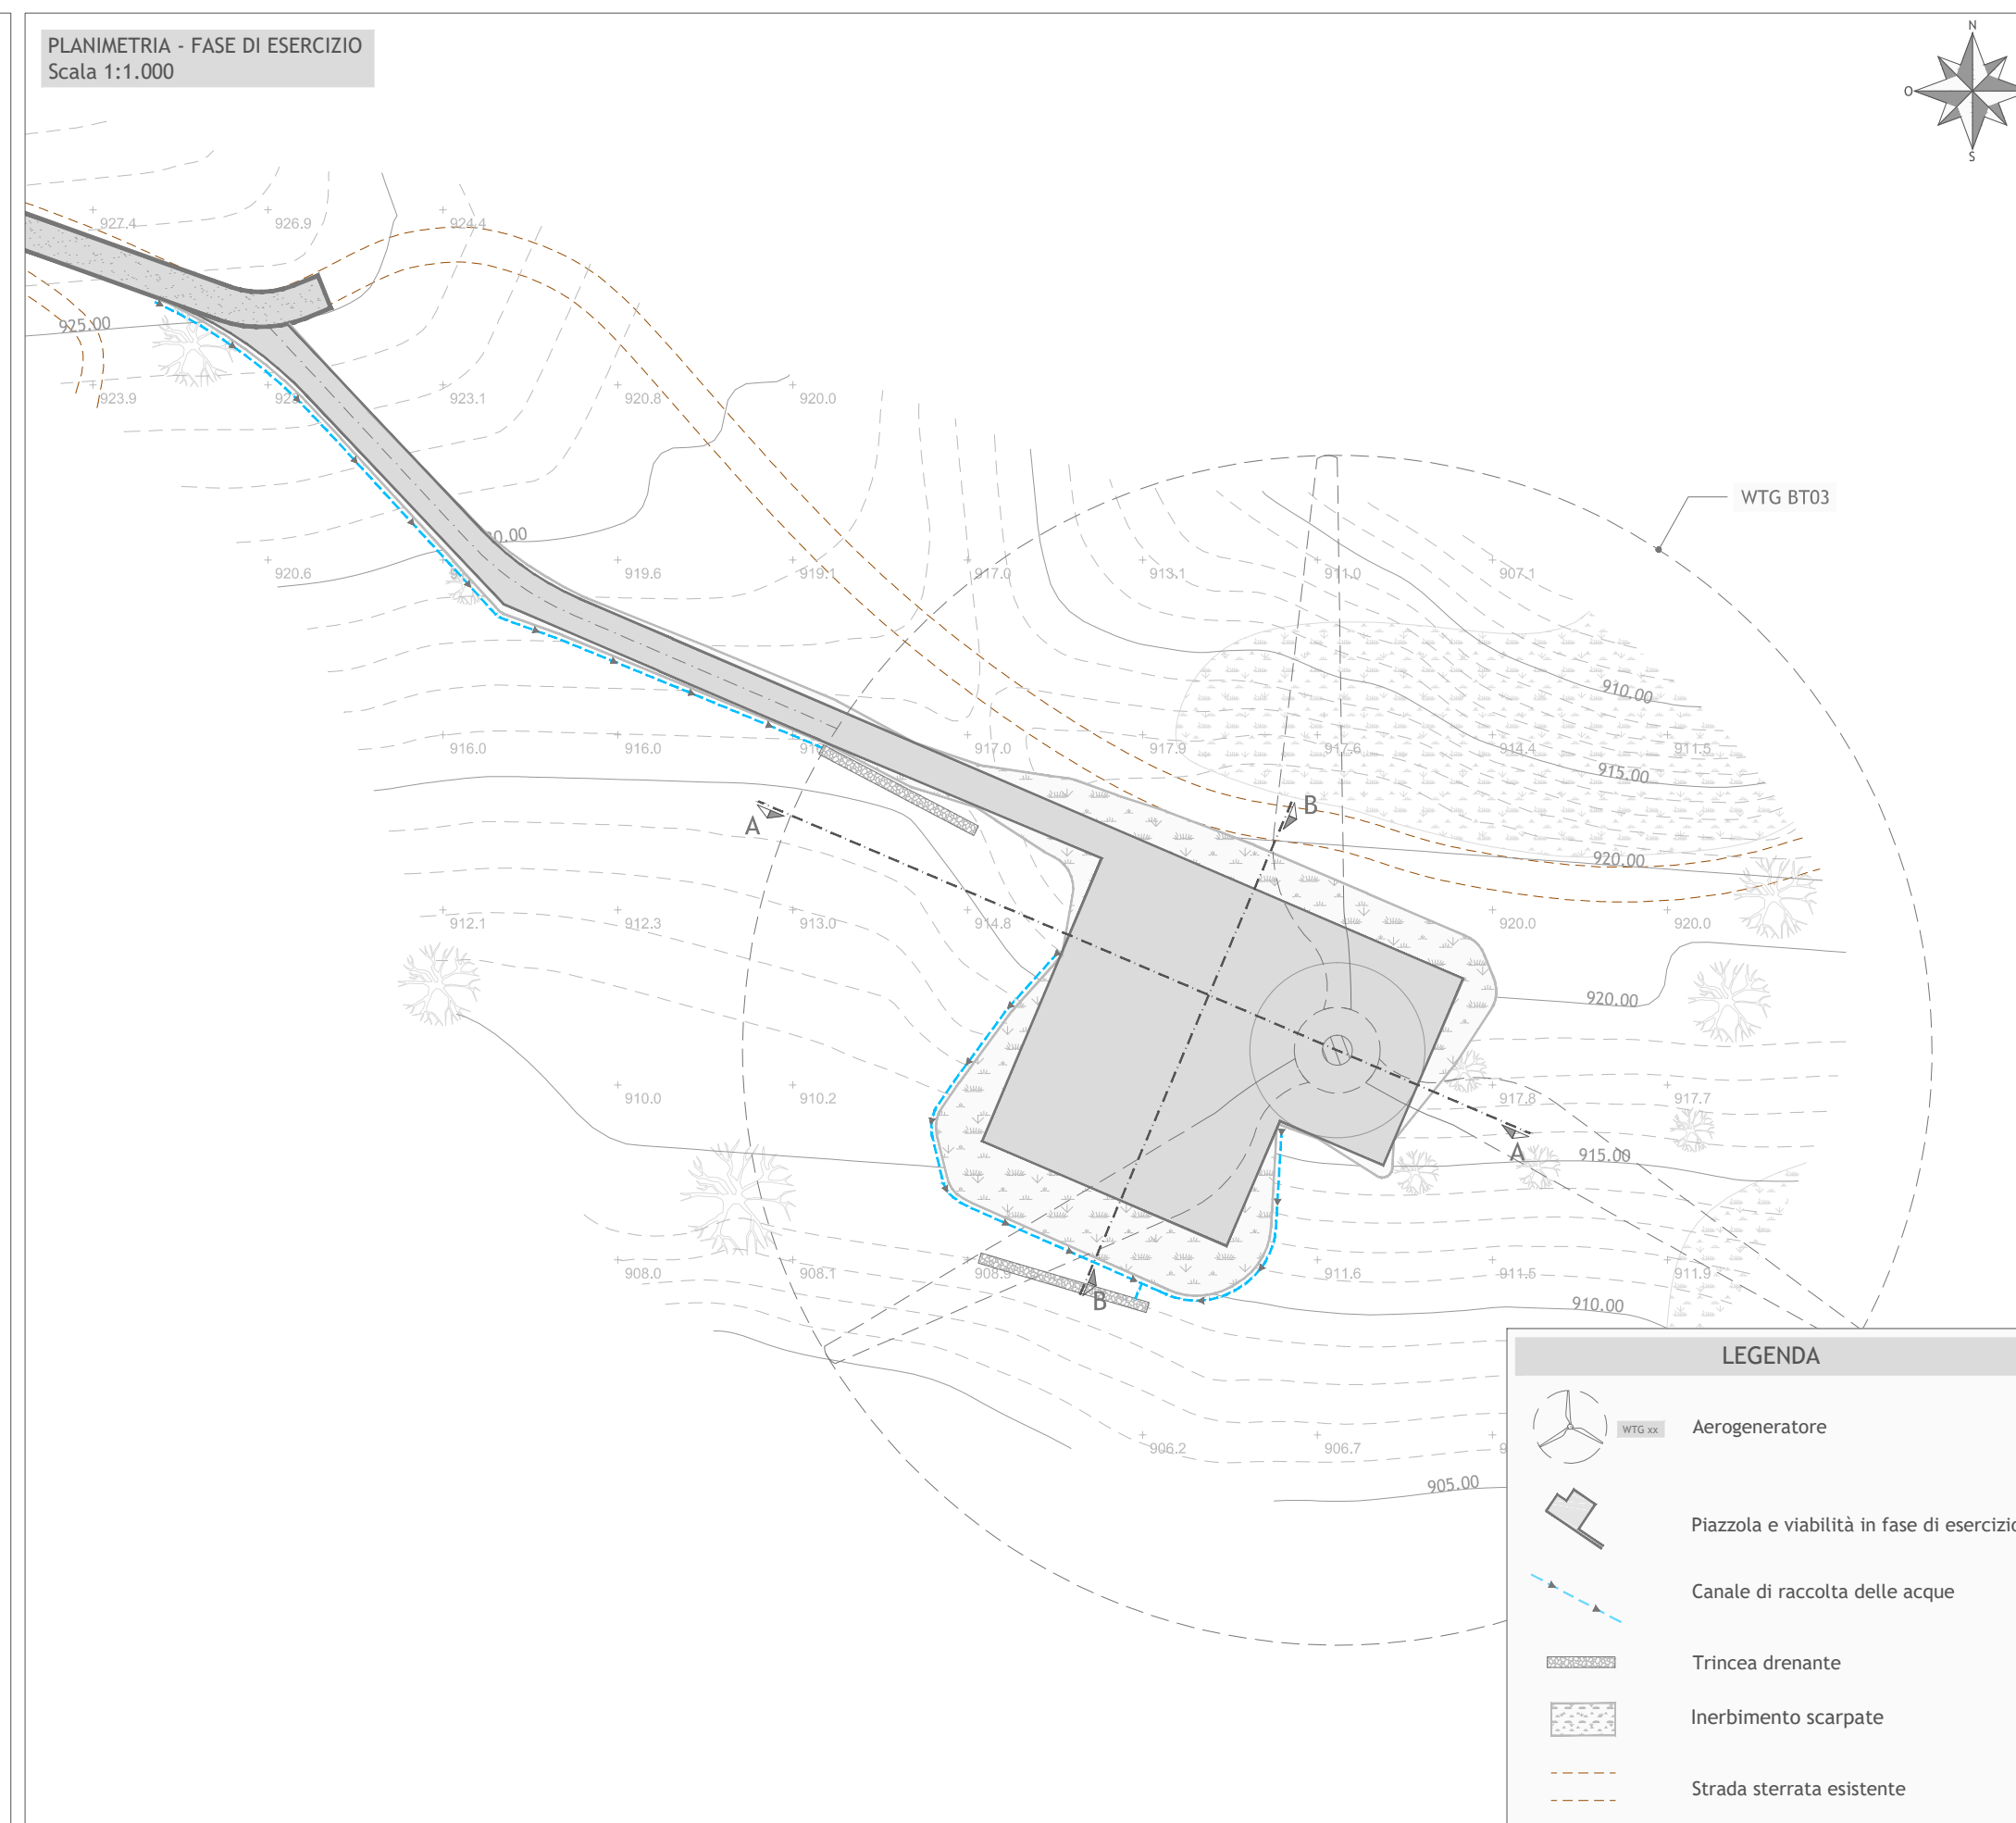 PLANIMETRIA - FASE DI ESERCIZIO
Scala 1:1.000
N
O
S
927.4
926.9
924.4
925.00
923.9
923.1
920.8
920.0
WTG BT03
920.6
919.6
919.1
917.0
913.1
911.0
907.1
910.00
916.0
916.0
917.0
917.9
917.6
914.4
911.5
915.00
A
B
920.00
912.1
912.3
913.0
914.8
920.0
920.0
920.00
910.0
910.2
917.8
917.7
A
915.00
908.0
908.1
908.9
911.6
911.5
911.9
B
910.00
906.2
906.7
905.00
LEGENDA
WTG xx
Aerogeneratore
Piazzola e viabilità in fase di esercizio
Canale di raccolta delle acque
Trincea drenante
Inerbimento scarpate
Strada sterrata esistente